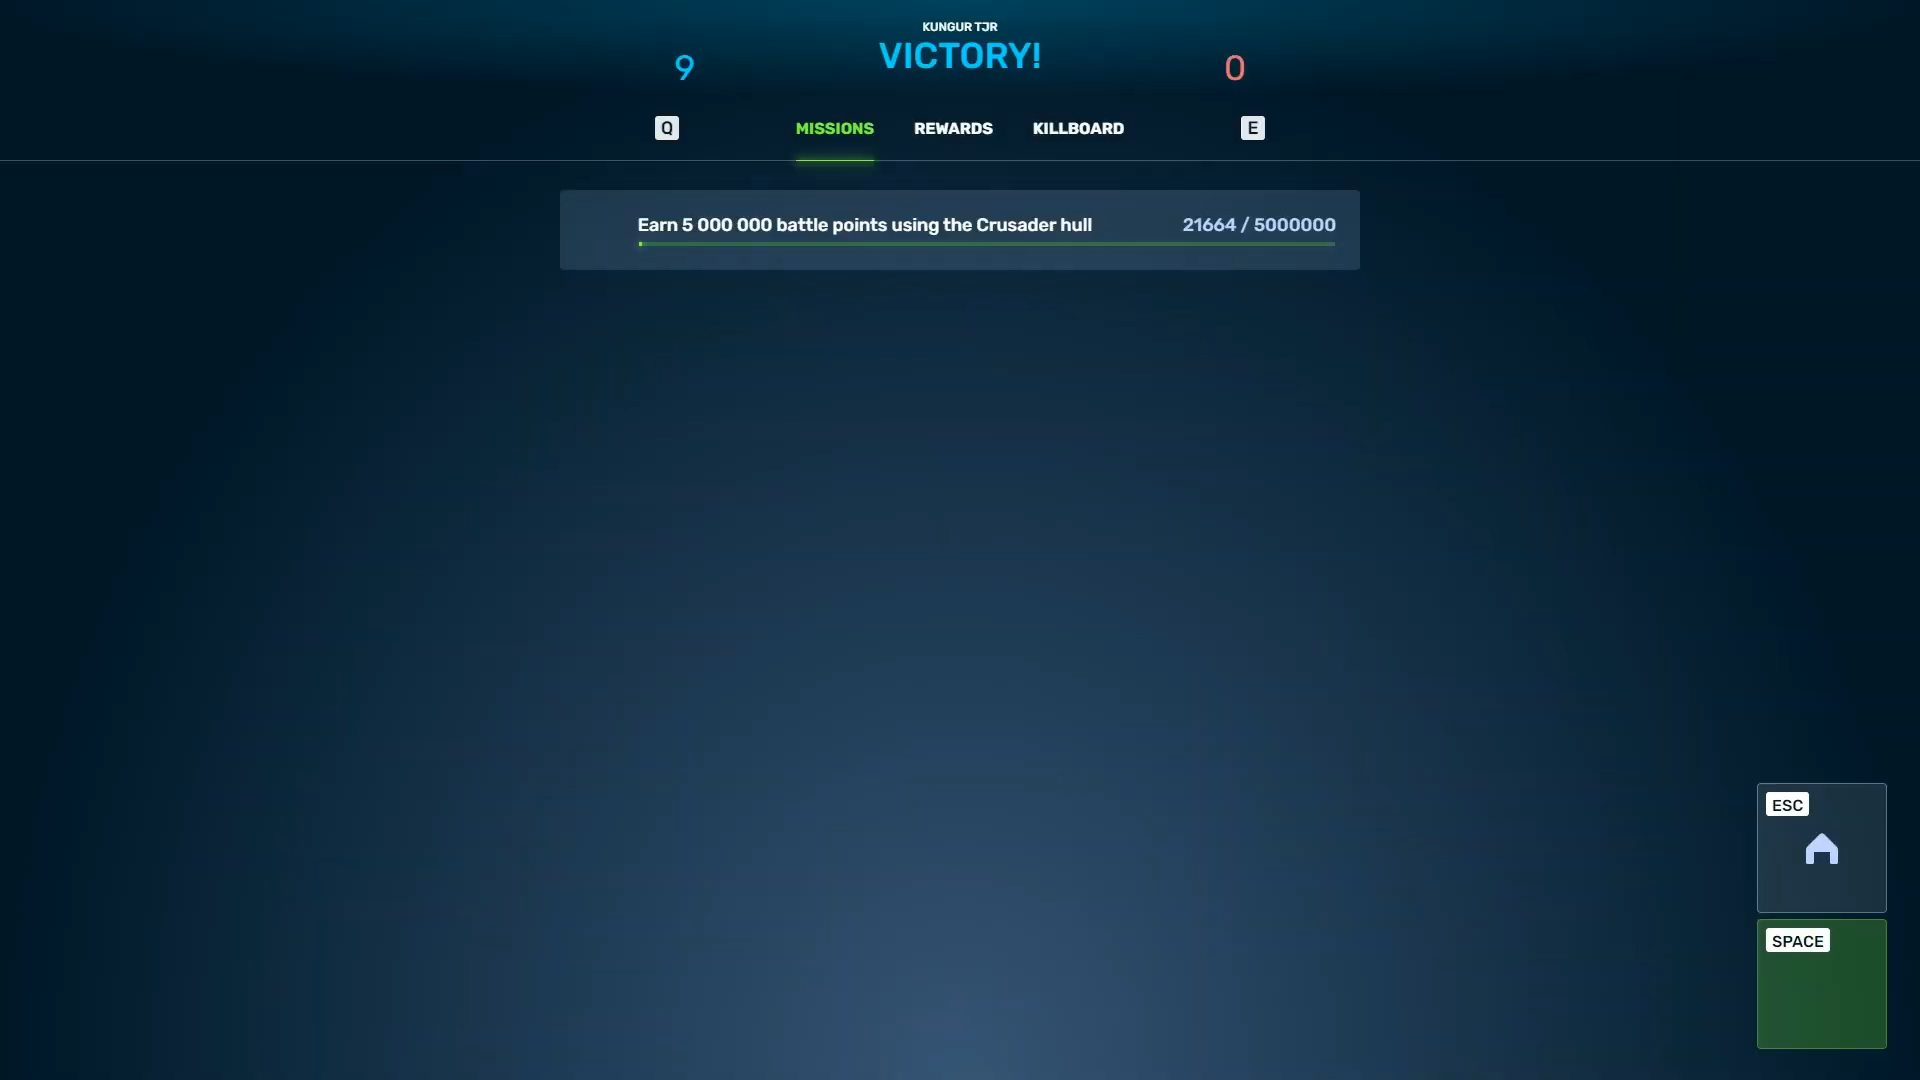 KUNGUR TJR
VICTORY!
9
0
Q
MISSIONS
REWARDS
KILLBOARD
E
Earn 5 000 000 battle points using the Crusader hull
21664 / 5000000
ESC
SPACE